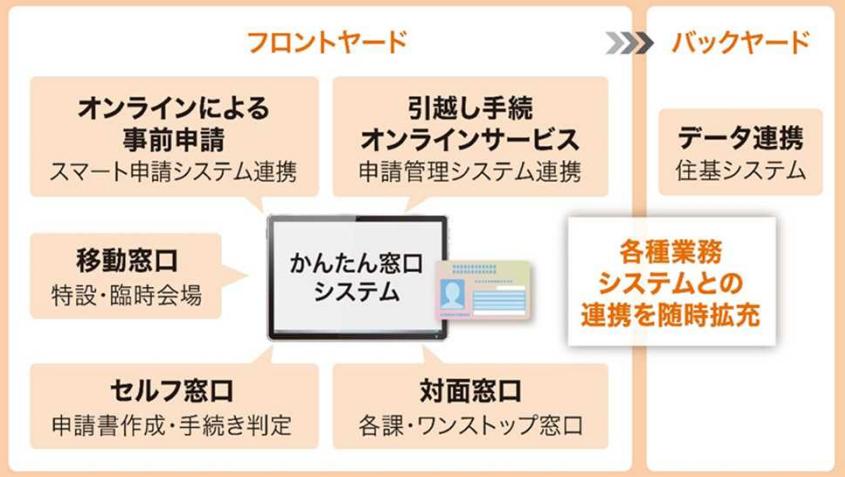 フロントヤード
バックヤード
オンラインによる
事前申請
スマート申請システム連携
引越し手続
オンラインサービス
申請管理システム連携
データ連携
住基システム
移動窓口
特設・臨時会場
かんたん窓口
システム
各種業務
システムとの
連携を随時拡充
セルフ窓口
申請書作成・手続き判定
対面窓口
各課・ワンストップ窓口